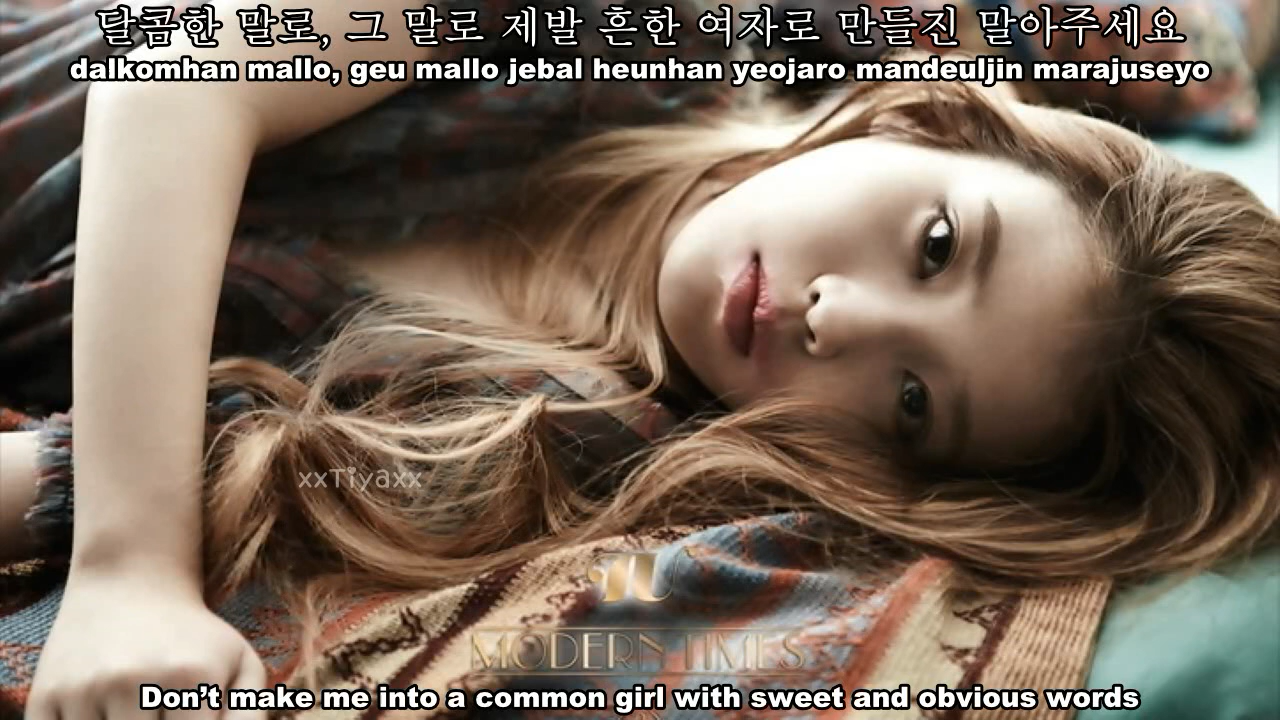 달콤한 말로, 그 말로 제발 흔한 여자로 만들진 말아주세요
dalkomhan mallo, geu mallo jebal heunhan yeojaro mandeuljin marajuseyo
xxTiyaxx
IU
MODERN TIMES
Don’t make me into a common girl with sweet and obvious words